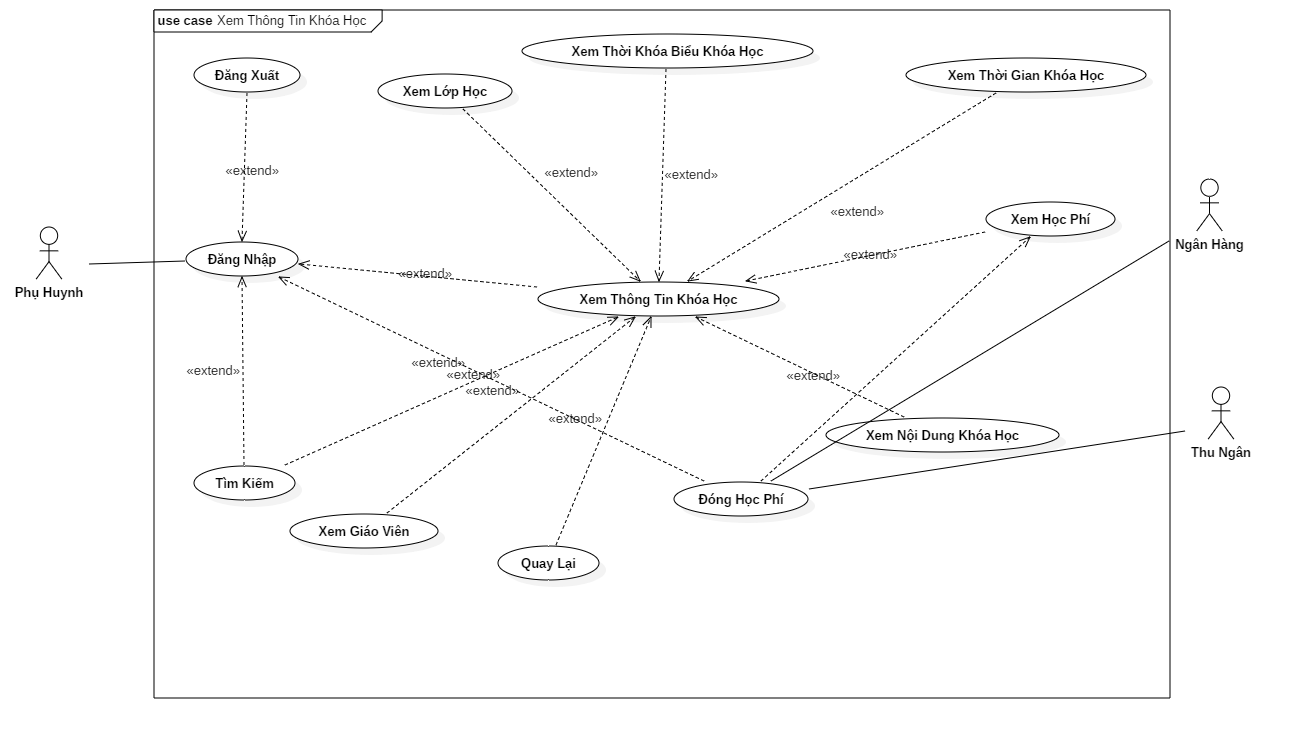 use case Xem Thông Tin Khóa Học
Xem Thời Khóa Biểu Khóa Học
Đăng Xuất
Xem Thời Gian Khóa Học
Xem Lớp Học
«extend»
«extend»
«extend»
«extend»
Xem Học Phí
Ngân Hàng
«extend»
Đăng Nhập
«extend»
Phụ Huynh
Xem Thông Tin Khóa Học
«extend»
«extend»
«extend»
«extend»
«extend»
«extend»
Xem Nội Dung Khóa Học
Thu Ngân
Tìm Kiếm
Đóng Học Phí
Xem Giáo Viên
Quay Lại